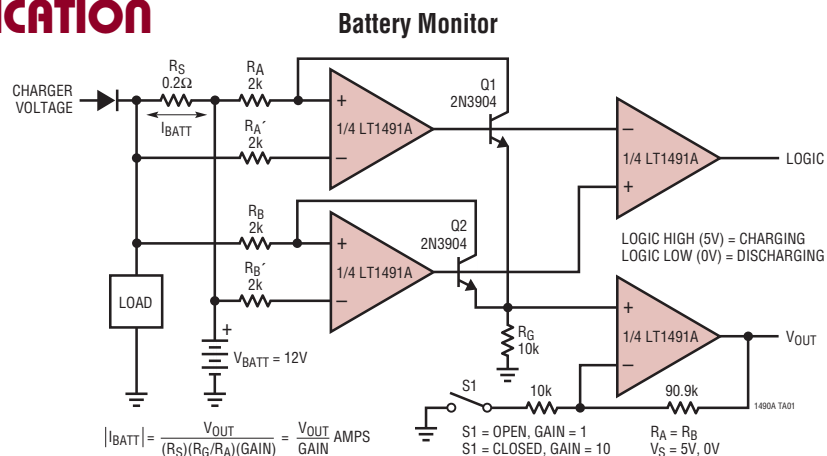 ICATION
Battery Monitor
CHARGER
VOLTAGE
RS
0.2Ω
IBATT
RA
2k
RA´
2k
+
1/4 LT1491A
–
Q1
2N3904
–
1/4 LT1491A
+
LOGIC
LOGIC HIGH (5V) = CHARGING
LOGIC LOW (0V) = DISCHARGING
RB
2k
RB´
2k
+
1/4 LT1491A
–
Q2
2N3904
LOAD
+
VBATT = 12V
RG
10k
+
1/4 LT1491A
–
VOUT
S1
10k
90.9k
1490A TA01
S1 = OPEN, GAIN = 1
S1 = CLOSED, GAIN = 10
RA = RB
VS = 5V, 0V
|IBATT| = VOUT / (RS)(RG/RA)(GAIN) = VOUT / GAIN AMPS